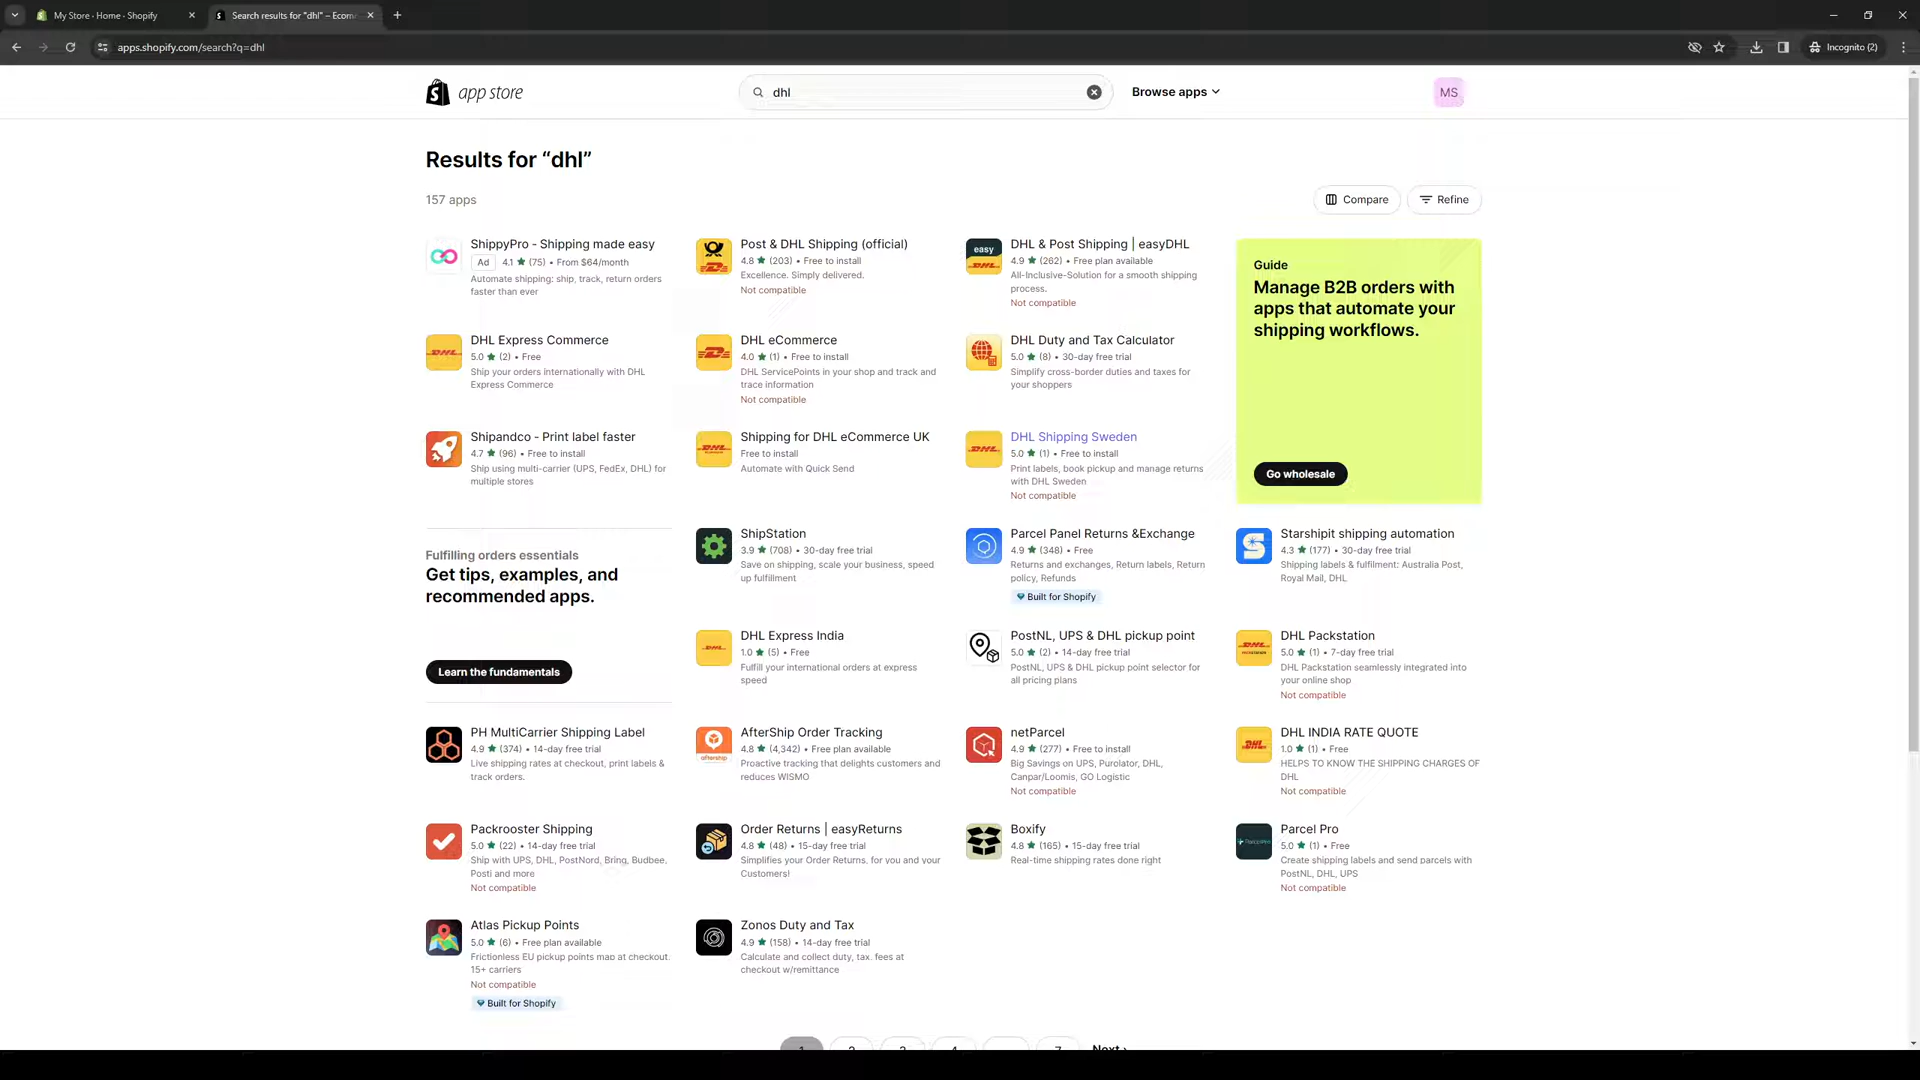 My Store · Home · Shopify
Search results for "dhl" – Ecom
apps.shopify.com/search?q=dhl
Incognito (2)
app store
dhl
Browse apps
MS
Results for “dhl”
157 apps
Compare
Refine
ShippyPro ‑ Shipping made easy
Ad 4.1 ★ (75) • From $64/month
Automate shipping: ship, track, return orders
faster than ever
Post & DHL Shipping (official)
4.8 ★ (203) • Free to install
Excellence. Simply delivered.
Not compatible
easy
DHL & Post Shipping | easyDHL
4.9 ★ (262) • Free plan available
All-Inclusive-Solution for a smooth shipping
process.
Not compatible
Guide
Manage B2B orders with
apps that automate your
shipping workflows.
Go wholesale
DHL Express Commerce
5.0 ★ (2) • Free
Ship your orders internationally with DHL
Express Commerce
DHL eCommerce
4.0 ★ (1) • Free to install
DHL ServicePoints in your shop and track and
trace information
Not compatible
DHL Duty and Tax Calculator
5.0 ★ (8) • 30-day free trial
Simplify cross-border duties and taxes for
your shoppers
Shipandco ‑ Print label faster
4.7 ★ (96) • Free to install
Ship using multi-carrier (UPS, FedEx, DHL) for
multiple stores
Shipping for DHL eCommerce UK
Free to install
Automate with Quick Send
DHL Shipping Sweden
5.0 ★ (1) • Free to install
Print labels, book pickup and manage returns
with DHL Sweden
Not compatible
Fulfilling orders essentials
Get tips, examples, and
recommended apps.
Learn the fundamentals
ShipStation
3.9 ★ (708) • 30-day free trial
Save on shipping, scale your business, speed
up fulfillment
Parcel Panel Returns &Exchange
4.9 ★ (348) • Free
Returns and exchanges, Return labels, Return
policy, Refunds
Built for Shopify
Starshipit shipping automation
4.3 ★ (177) • 30-day free trial
Shipping labels & fulfilment: Australia Post,
Royal Mail, DHL
DHL Express India
1.0 ★ (5) • Free
Fulfill your international orders at express
speed
PostNL, UPS & DHL pickup point
5.0 ★ (2) • 14-day free trial
PostNL, UPS & DHL pickup point selector for
all pricing plans
DHL Packstation
5.0 ★ (1) • 7-day free trial
DHL Packstation seamlessly integrated into
your online shop
Not compatible
PH MultiCarrier Shipping Label
4.9 ★ (374) • 14-day free trial
Live shipping rates at checkout, print labels &
track orders.
aftership
AfterShip Order Tracking
4.8 ★ (4,342) • Free plan available
Proactive tracking that delights customers and
reduces WISMO
netParcel
4.9 ★ (277) • Free to install
Big Savings on UPS, Purolator, DHL,
Canpar/Loomis, GO Logistic
Not compatible
DHL INDIA RATE QUOTE
1.0 ★ (1) • Free
HELPS TO KNOW THE SHIPPING CHARGES OF
DHL
Not compatible
Packrooster Shipping
5.0 ★ (22) • 14-day free trial
Ship with UPS, DHL, PostNord, Bring, Budbee,
Posti and more
Not compatible
Order Returns | easyReturns
4.8 ★ (48) • 15-day free trial
Simplifies your Order Returns. for you and your
Customers!
Boxify
4.8 ★ (165) • 15-day free trial
Real-time shipping rates done right
Parcel Pro
5.0 ★ (1) • Free
Create shipping labels and send parcels with
PostNL, DHL, UPS
Not compatible
Atlas Pickup Points
5.0 ★ (6) • Free plan available
Frictionless EU pickup points map at checkout.
15+ carriers
Not compatible
Built for Shopify
Zonos Duty and Tax
4.9 ★ (158) • 14-day free trial
Calculate and collect duty, tax. fees at
checkout w/remittance
1 2 3 4 7 Next ›